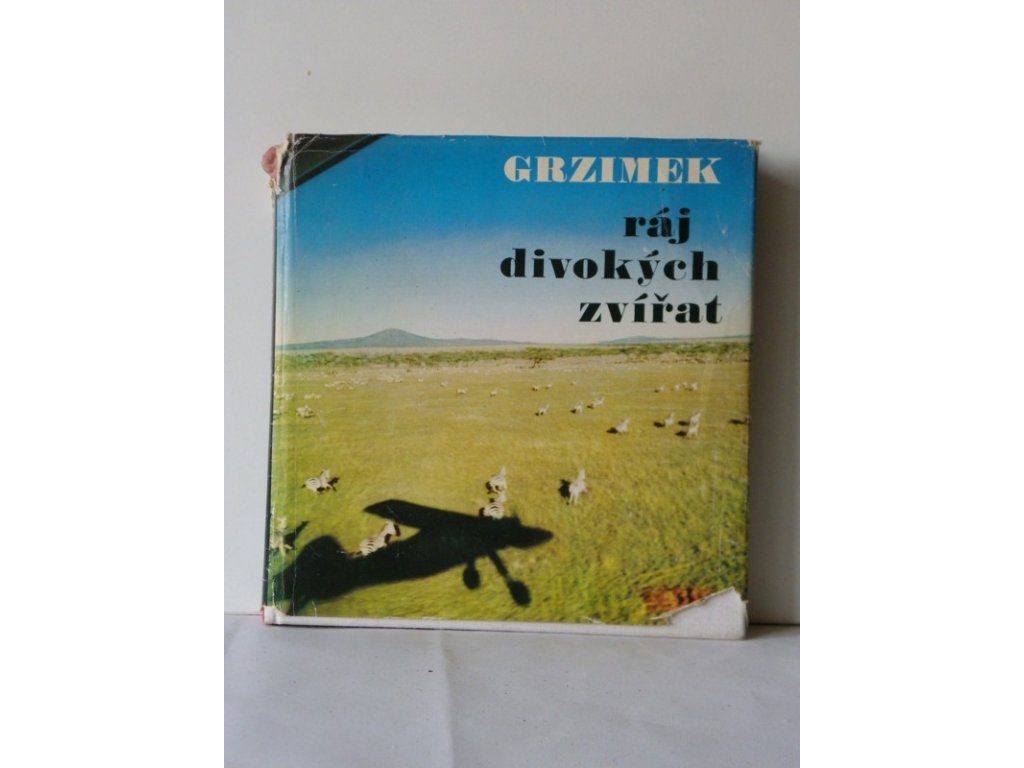 GRZIMEK
ráj
divokých
zvířat